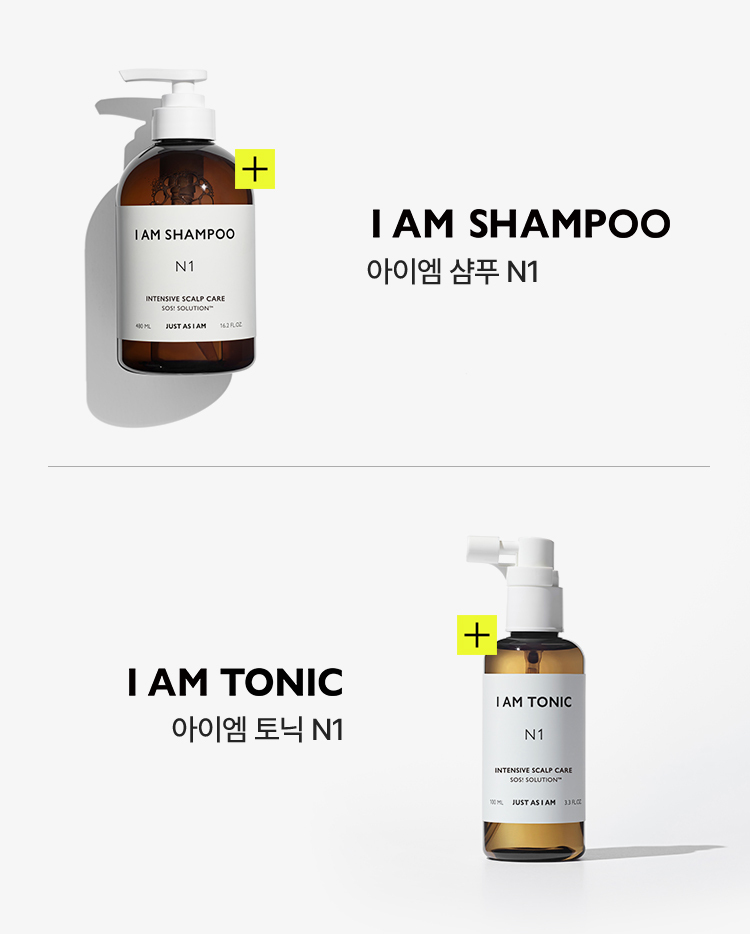 I AM SHAMPOO
N1
INTENSIVE SCALP CARE
SOS! SOLUTION™
480 ML JUST AS I AM 16.2 FL.OZ
I AM SHAMPOO
아이엠 샴푸 N1
I AM TONIC
아이엠 토닉 N1
I AM TONIC
N1
INTENSIVE SCALP CARE
SOS! SOLUTION™
100 ML JUST AS I AM 3.3 FL.OZ